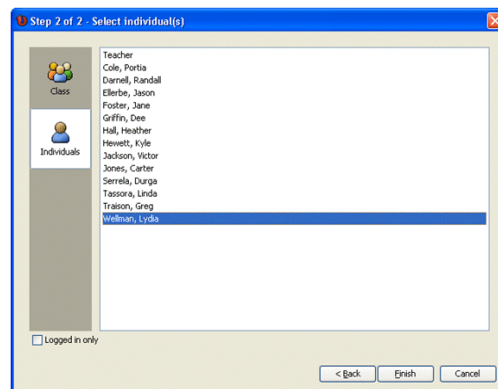 Step 2 of 2 - Select individual(s)
Class
Individuals
Teacher
Cole, Portia
Darnell, Randall
Ellerbe, Jason
Foster, Jane
Griffin, Dee
Hall, Heather
Hewett, Kyle
Jackson, Victor
Jones, Carter
Serrela, Durga
Tassora, Linda
Traison, Greg
Wellman, Lydia
Logged in only
< Back
Finish
Cancel